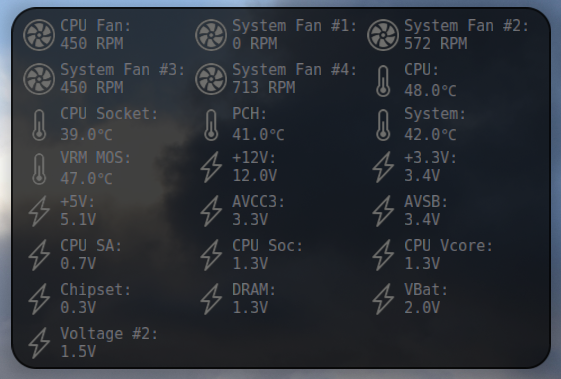 CPU Fan:
450 RPM
System Fan #1:
0 RPM
System Fan #2:
572 RPM
System Fan #3:
450 RPM
System Fan #4:
713 RPM
CPU:
48.0°C
CPU Socket:
39.0°C
PCH:
41.0°C
System:
42.0°C
VRM MOS:
47.0°C
+12V:
12.0V
+3.3V:
3.4V
+5V:
5.1V
AVCC3:
3.3V
AVSB:
3.4V
CPU SA:
0.7V
CPU Soc:
1.3V
CPU Vcore:
1.3V
Chipset:
0.3V
DRAM:
1.3V
VBat:
2.0V
Voltage #2:
1.5V